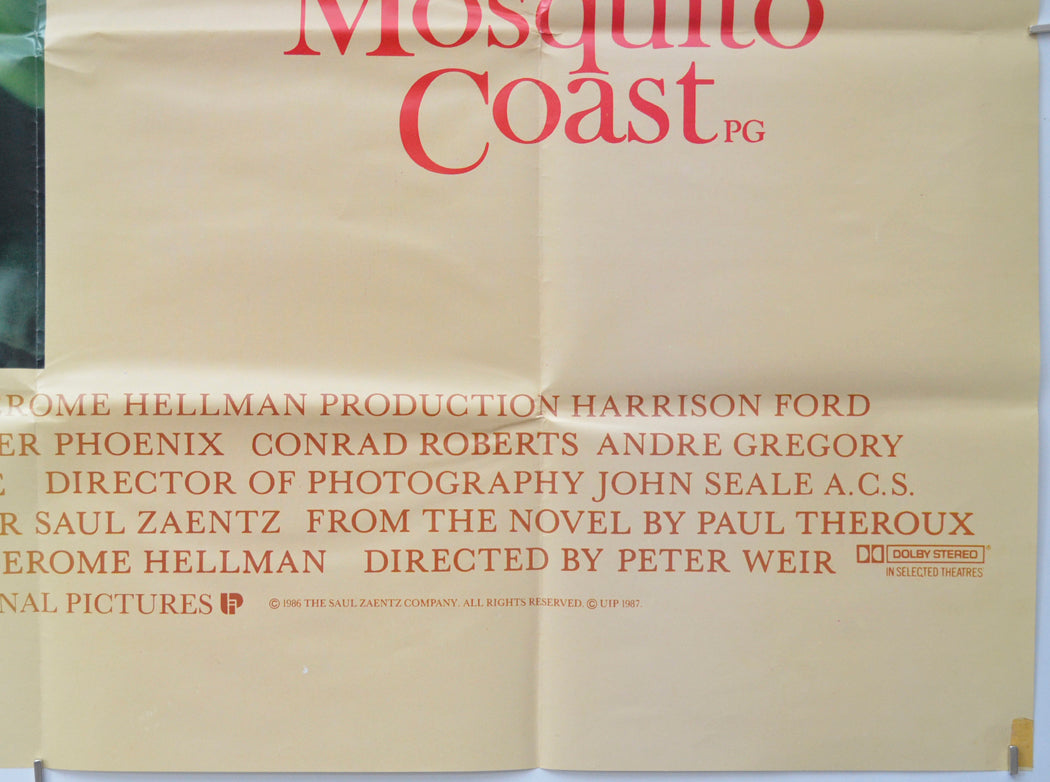 Mosquito
Coast PG
EROME HELLMAN PRODUCTION HARRISON FORD
ER PHOENIX CONRAD ROBERTS ANDRE GREGORY
E DIRECTOR OF PHOTOGRAPHY JOHN SEALE A.C.S.
R SAUL ZAENTZ FROM THE NOVEL BY PAUL THEROUX
EROME HELLMAN DIRECTED BY PETER WEIR DOLBY STEREO
IN SELECTED THEATRES
NAL PICTURES UIP © 1986 THE SAUL ZAENTZ COMPANY. ALL RIGHTS RESERVED. © UIP 1987.